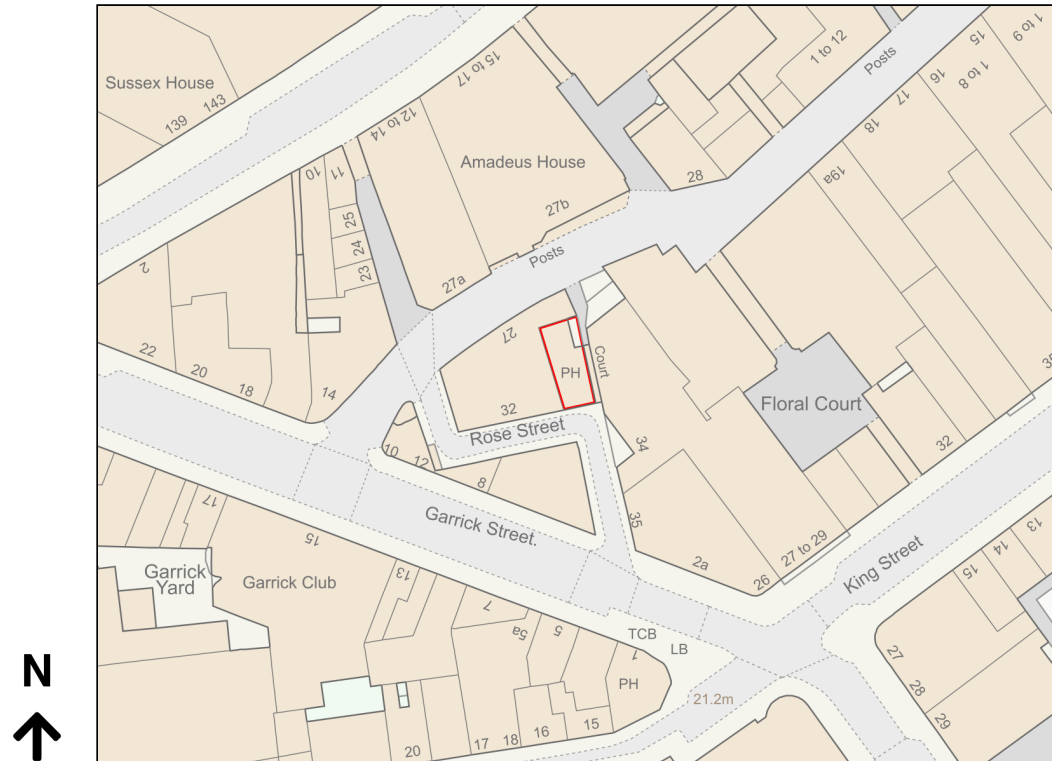 Sussex House
139
143
15 to 17
12 to 14
1 to 12
Posts
15
1 to 9
16
1 to 8
17
18
19a
Amadeus House
28
27b
10
11
25
24
23
2
27a
Posts
27
PH
Court
32
Rose Street
Floral Court
22
20
18
14
10
12
8
34
35
32
Garrick Street.
2a
26
27 to 29
King Street
13
14
15
17
15
Garrick
Yard
Garrick Club
13
7
5a
5
1
TCB
LB
PH
21.2m
27
28
29
20
17
18
16
15
N